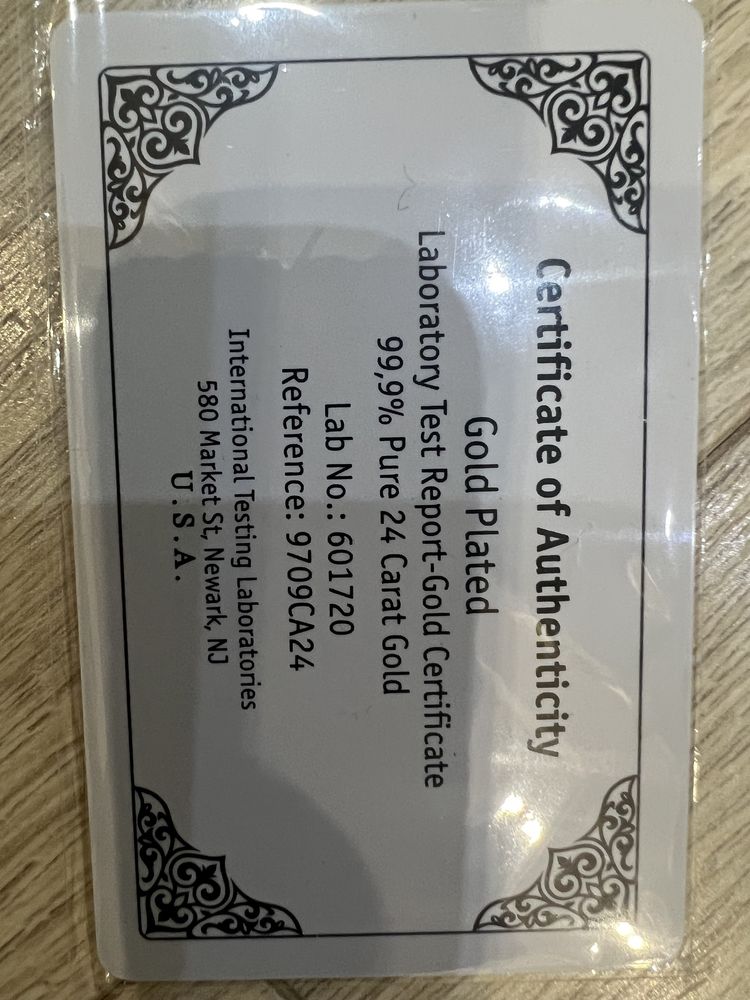 Certificate of Authenticity
Gold Plated
Laboratory Test Report-Gold Certificate
99,9% Pure 24 Carat Gold
Lab No.: 601720
Reference: 9709CA24
International Testing Laboratories
580 Market St, Newark, NJ
U.S.A.